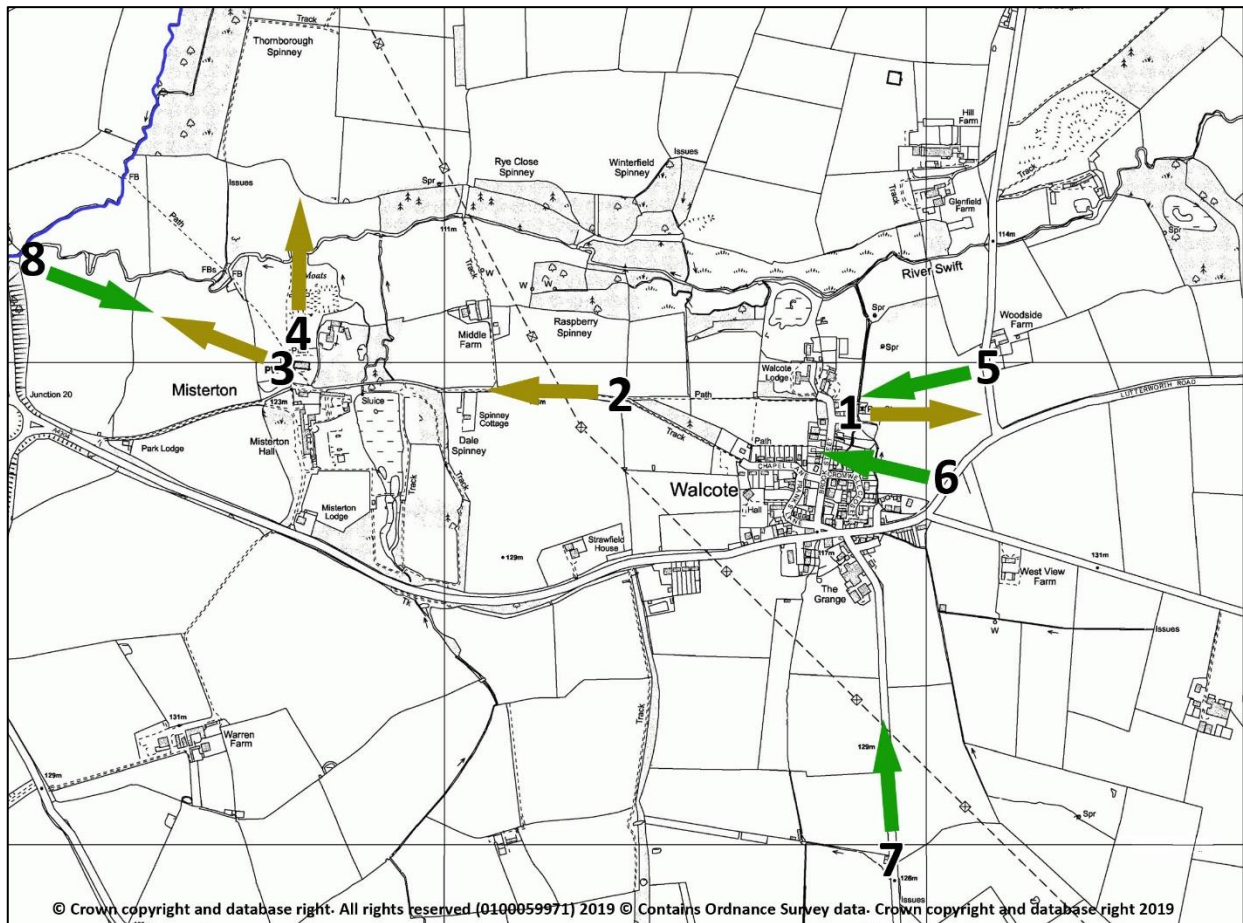 Track
Thornborough
Spinney
Hill
Farm
Rye Close
Spinney
Winterfield
Spinney
Issues
Track
FB
Issues
Spr
Track
Glenfield
Farm
Path
111m
114m
Spr
8
FBs
FB
Moats
Track
W
W
W
River Swift
4
Middle
Farm
Raspberry
Spinney
Spr
Spr
Woodside
Farm
3
Misterton
Walcote
Lodge
5
Junction 20
123m
Sluice
2
Path
1
LUTTERWORTH ROAD
Park Lodge
Misterton
Hall
Spinney
Cottage
Dale
Spinney
Track
Path
CHAPEL LANE
6
Walcote
Hall
Misterton
Lodge
Track
Strawfield
House
129m
117m
131m
West View
Farm
The
Grange
Tk
W
Issues
131m
Warren
Farm
Track
129m
129m
Spr
7
126m
Issues
© Crown copyright and database right. All rights reserved (0100059971) 2019 © Contains Ordnance Survey data. Crown copyright and database right 2019